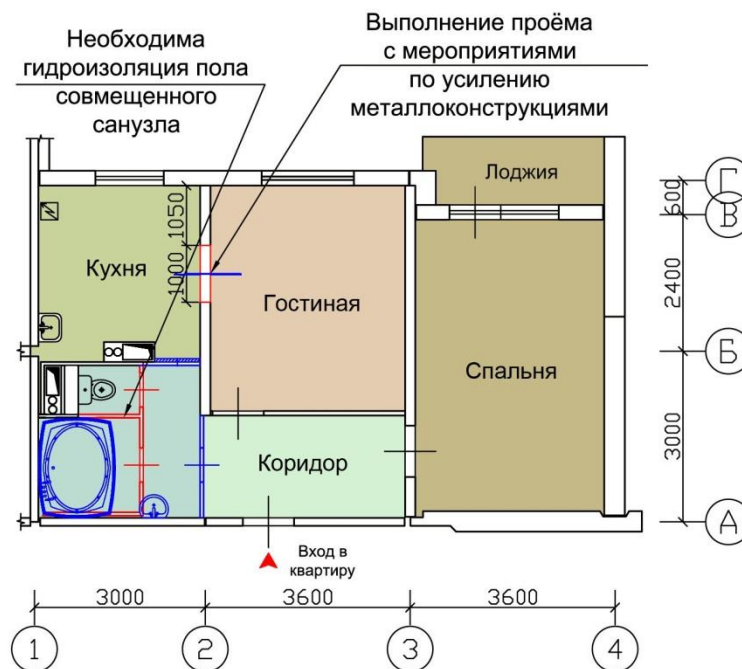 Необходима
гидроизоляция пола
совмещенного
санузла
Выполнение проёма
с мероприятиями
по усилению
металлоконструкциями
Лоджия
Кухня
Гостиная
Спальня
Коридор
Вход в
квартиру
1050
1000
600
2400
3000
Г
В
Б
А
3000
3600
3600
1
2
3
4